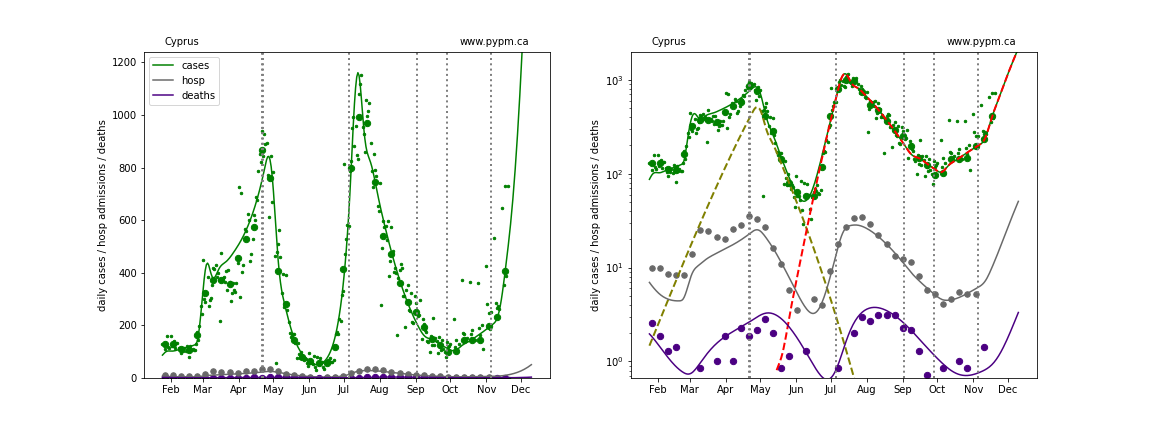 Cyprus www.pypm.ca
cases
hosp
deaths
daily cases / hosp admissions / deaths
1200
1000
800
600
400
200
0
Feb Mar Apr May Jun Jul Aug Sep Oct Nov Dec
Cyprus www.pypm.ca
daily cases / hosp admissions / deaths
10³
10²
10¹
10⁰
Feb Mar Apr May Jun Jul Aug Sep Oct Nov Dec